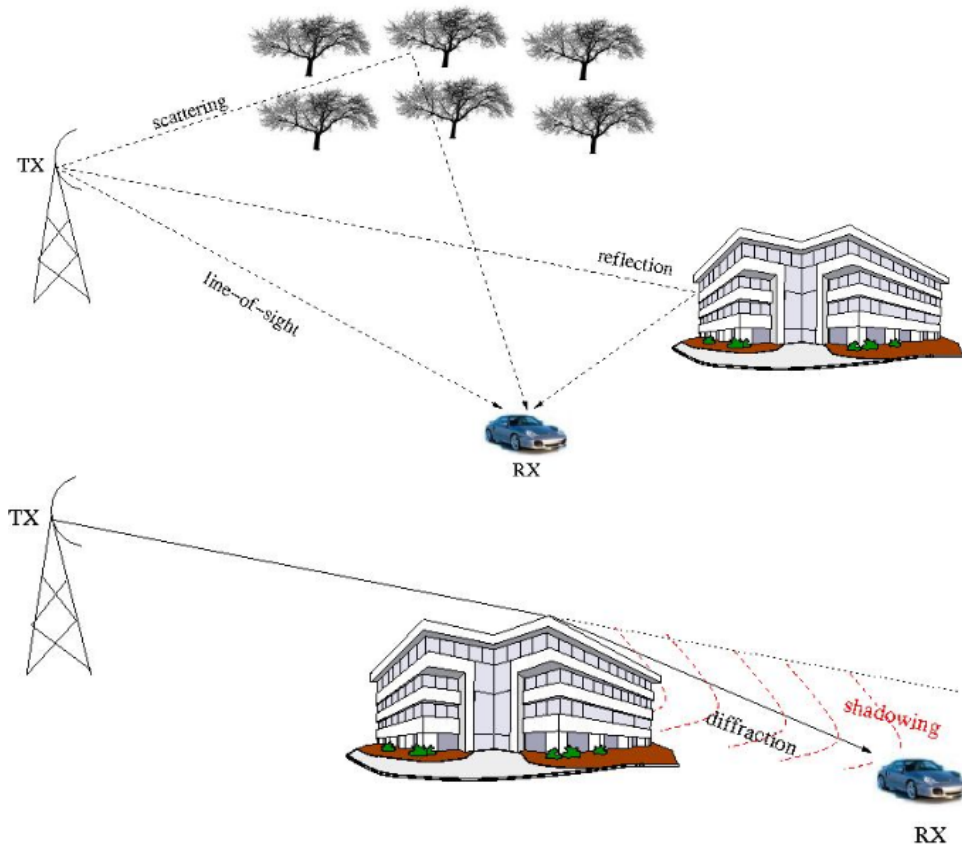 scattering
TX
reflection
line-of-sight
RX
TX
shadowing
diffraction
RX